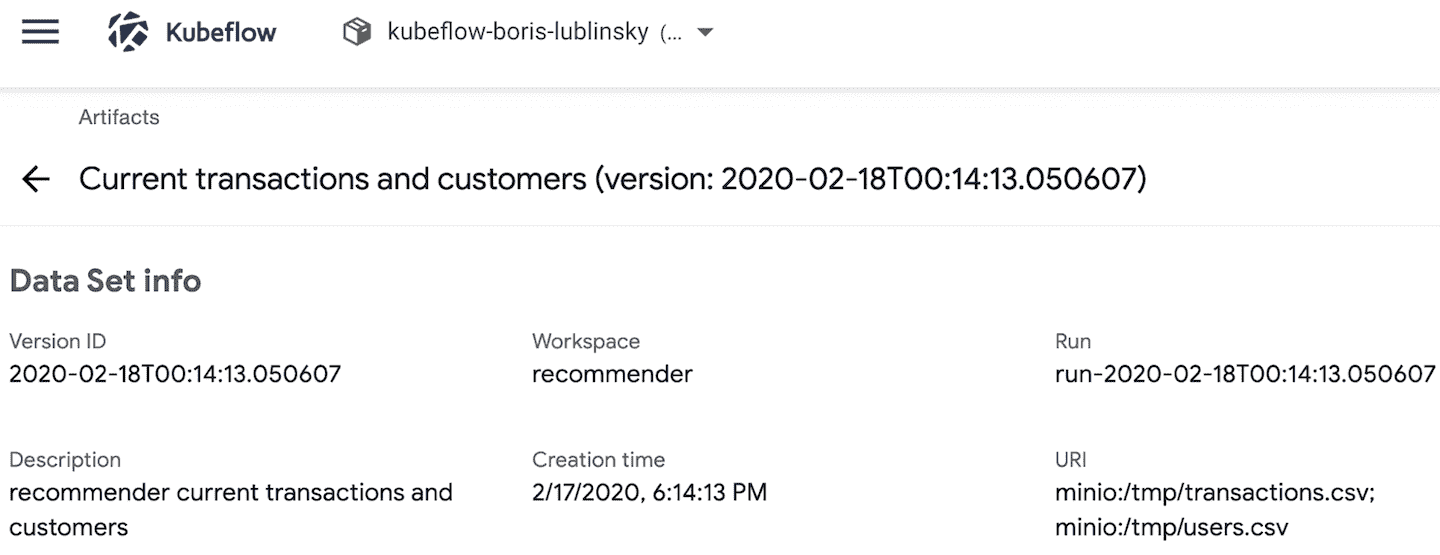 Kubeflow
kubeflow-boris-lublinsky (...
Artifacts
Current transactions and customers (version: 2020-02-18T00:14:13.050607)
Data Set info
Version ID
2020-02-18T00:14:13.050607
Workspace
recommender
Run
run-2020-02-18T00:14:13.050607
Description
recommender current transactions and
customers
Creation time
2/17/2020, 6:14:13 PM
URI
minio:/tmp/transactions.csv;
minio:/tmp/users.csv